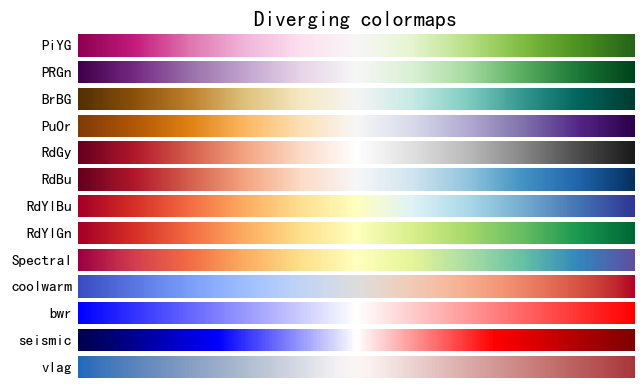 Diverging colormaps
PiYG
PRGn
BrBG
PuOr
RdGy
RdBu
RdYlBu
RdYlGn
Spectral
coolwarm
bwr
seismic
vlag